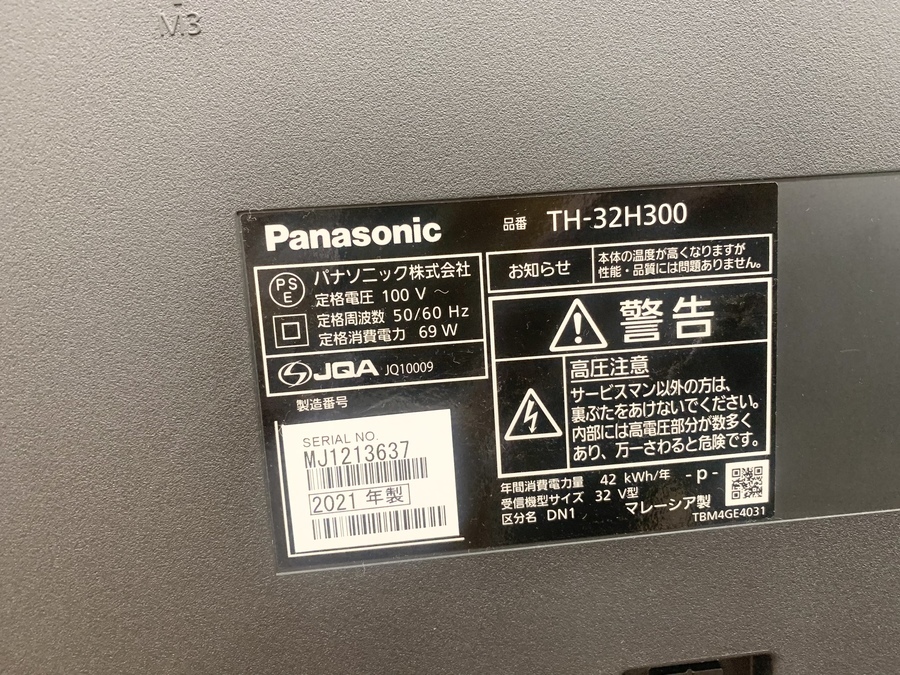 M3
Panasonic
品番 TH-32H300
PS
E
パナソニック株式会社
定格電圧 100 V ～
定格周波数 50/60 Hz
定格消費電力 69 W
JQA JQ10009
製造番号
SERIAL NO.
MJ1213637
2021 年製
お知らせ
本体の温度が高くなりますが
性能・品質には問題ありません。
警告
高圧注意
サービスマン以外の方は、
裏ぶたをあけないでください。
内部には高電圧部分が数多く
あり、万一さわると危険です。
年間消費電力量 42 kWh/年 -p-
受信機型サイズ 32 V型
区分名 DN1 マレーシア製
TBM4GE4031